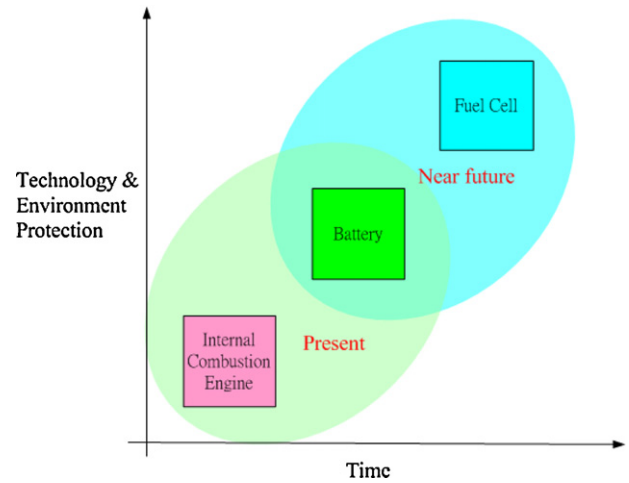 Fuel Cell
Near future
Technology &
Environment
Protection
Battery
Present
Internal
Combustion
Engine
Time